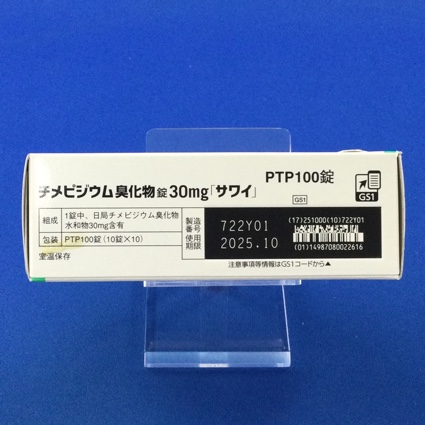 PTP100錠
チメピジウム臭化物錠30mg「サワイ」
GS1
GS1
組成 1錠中、日局チメピジウム臭化物
水和物30mg含有
包装 PTP100錠(10錠×10)
室温保存
製造番号 722Y01
使用期限 2025.10
(17)251000(10)722Y01
(01)14987080022616
注意事項等情報はGS1コードから▲